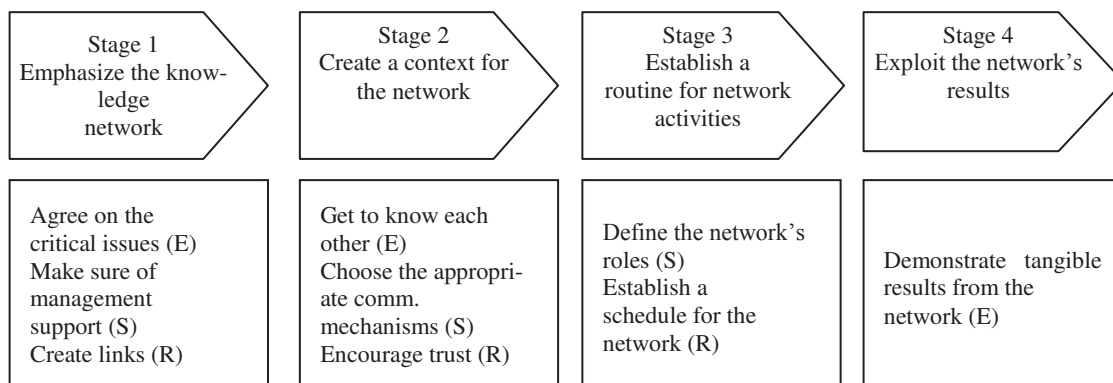 Stage 1
Emphasize the know-
ledge
network
Stage 2
Create a context for
the network
Stage 3
Establish a
routine for network
activities
Stage 4
Exploit the network's
results
Agree on the
critical issues (E)
Make sure of
management
support (S)
Create links (R)
Get to know each
other (E)
Choose the appropri-
ate comm.
mechanisms (S)
Encourage trust (R)
Define the network's
roles (S)
Establish a
schedule for the
network (R)
Demonstrate tangible
results from the
network (E)